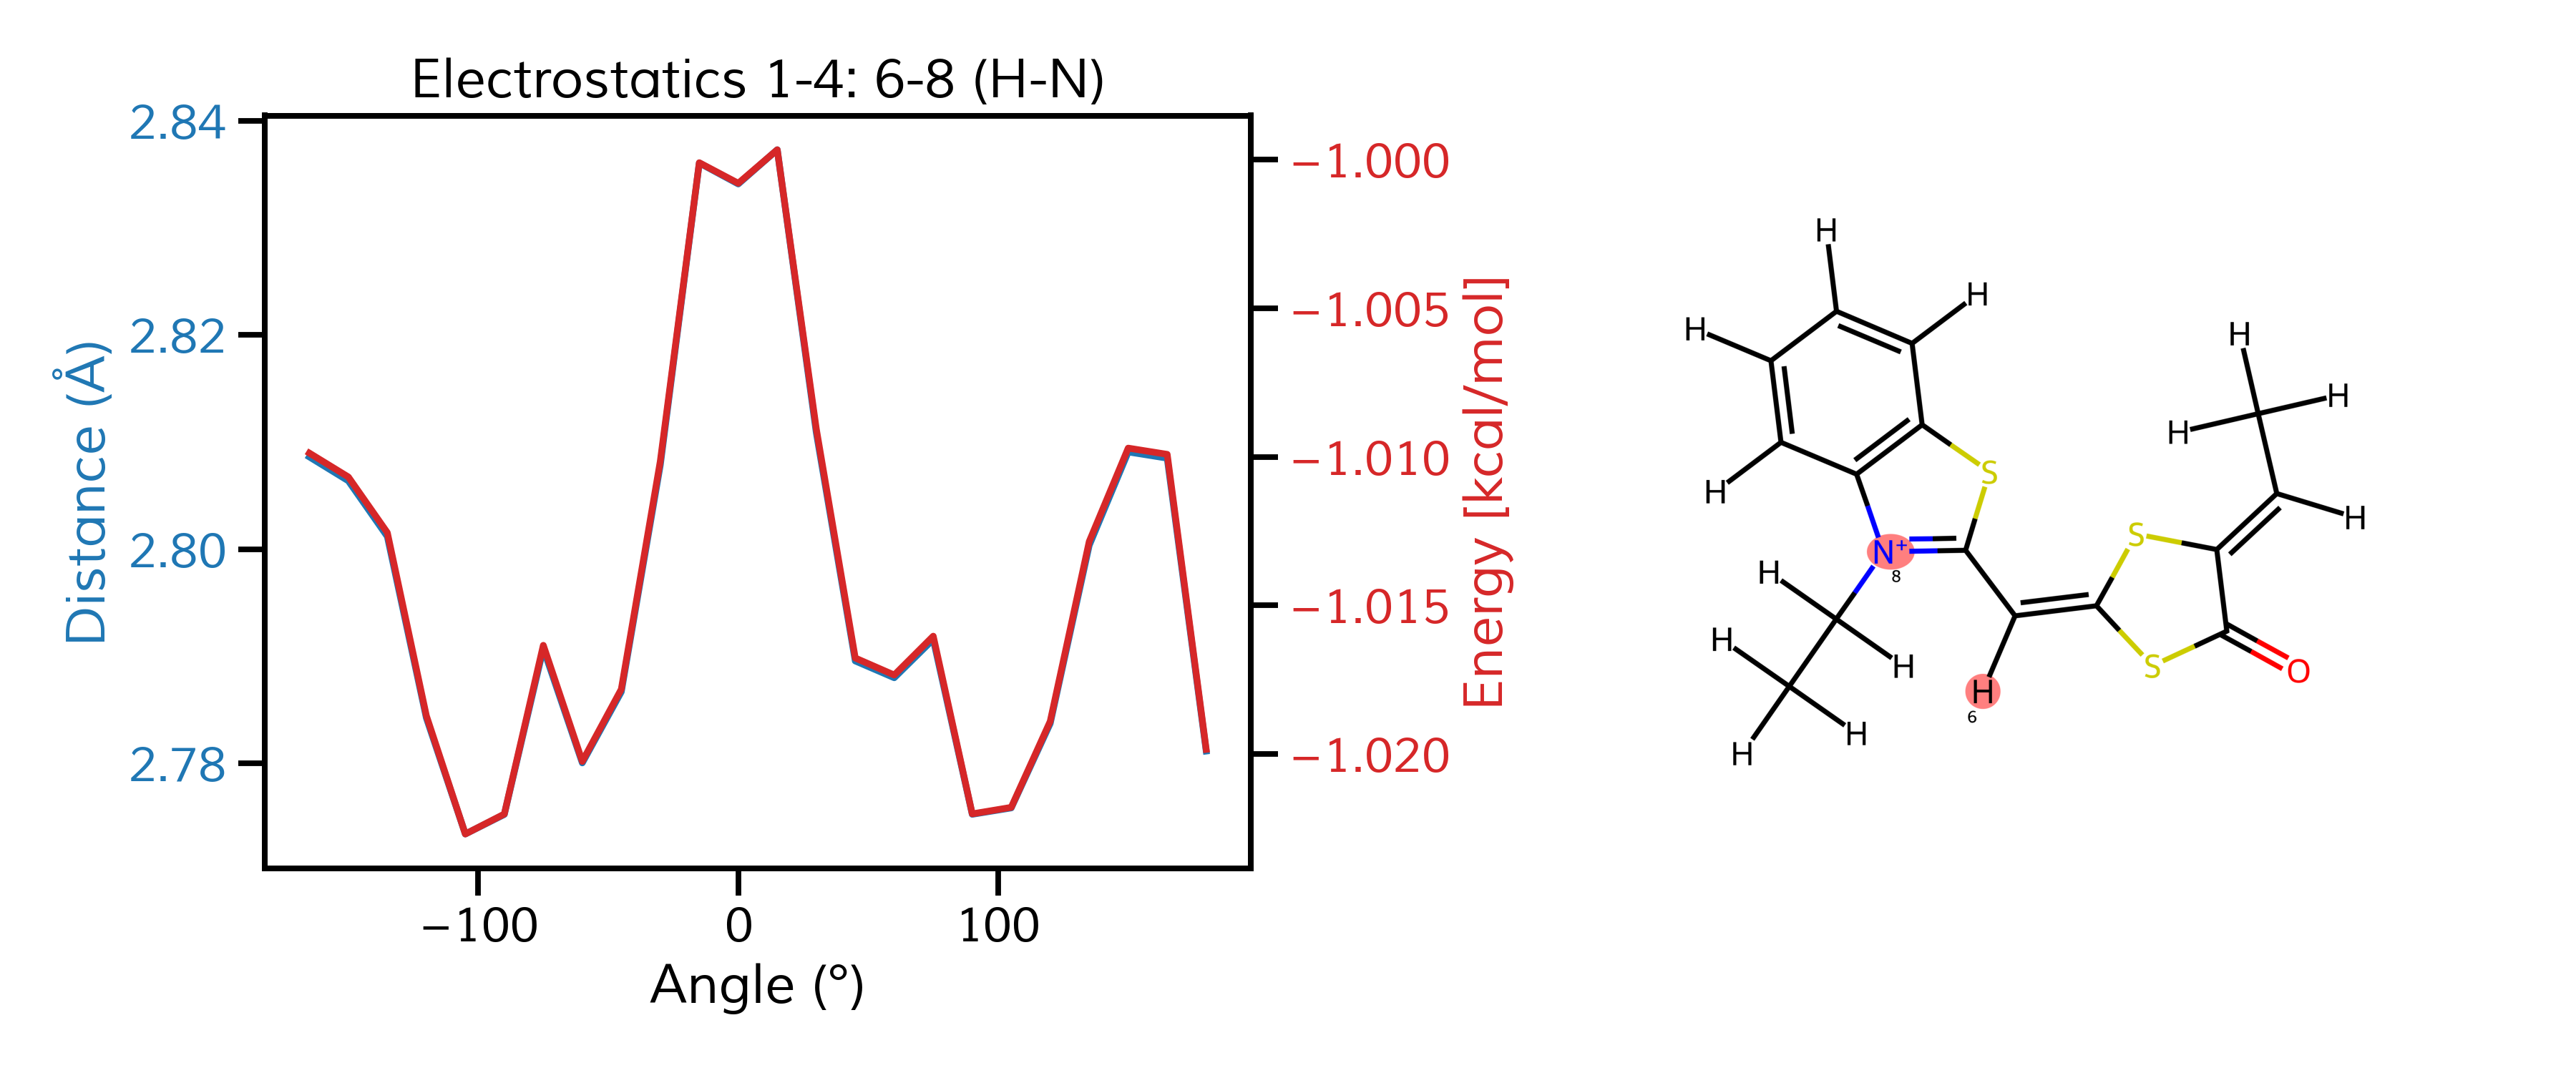 Electrostatics 1-4: 6-8 (H-N)
2.84
2.82
2.80
2.78
Distance (Å)
−100
0
100
Angle (°)
−1.000
−1.005
−1.010
−1.015
−1.020
Energy [kcal/mol]
H
H
H
H
H
H
S
H
H
H
S
N+
8
H
H
H
S
O
H
6
H
H